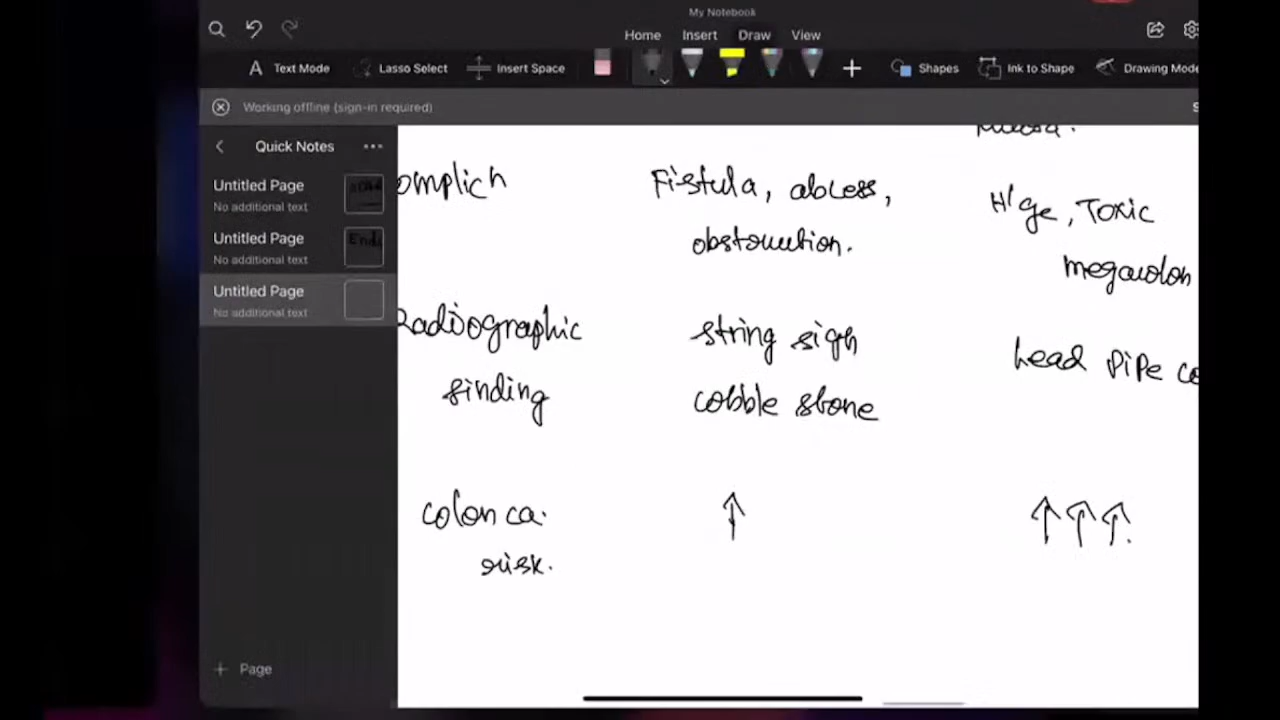 My Notebook
Home Insert Draw View
Text Mode Lasso Select Insert Space Shapes Ink to Shape Drawing Mode
Working offline (sign-in required)
Quick Notes
Untitled Page
No additional text
Untitled Page
No additional text
Untitled Page
No additional text
Page
omplicn Fistula, abcess, H'ge, Toxic
obstruction. megacolon
Radiographic string sign Lead pipe co
finding cobble stone
colon ca. ↑ ↑↑↑
risk.